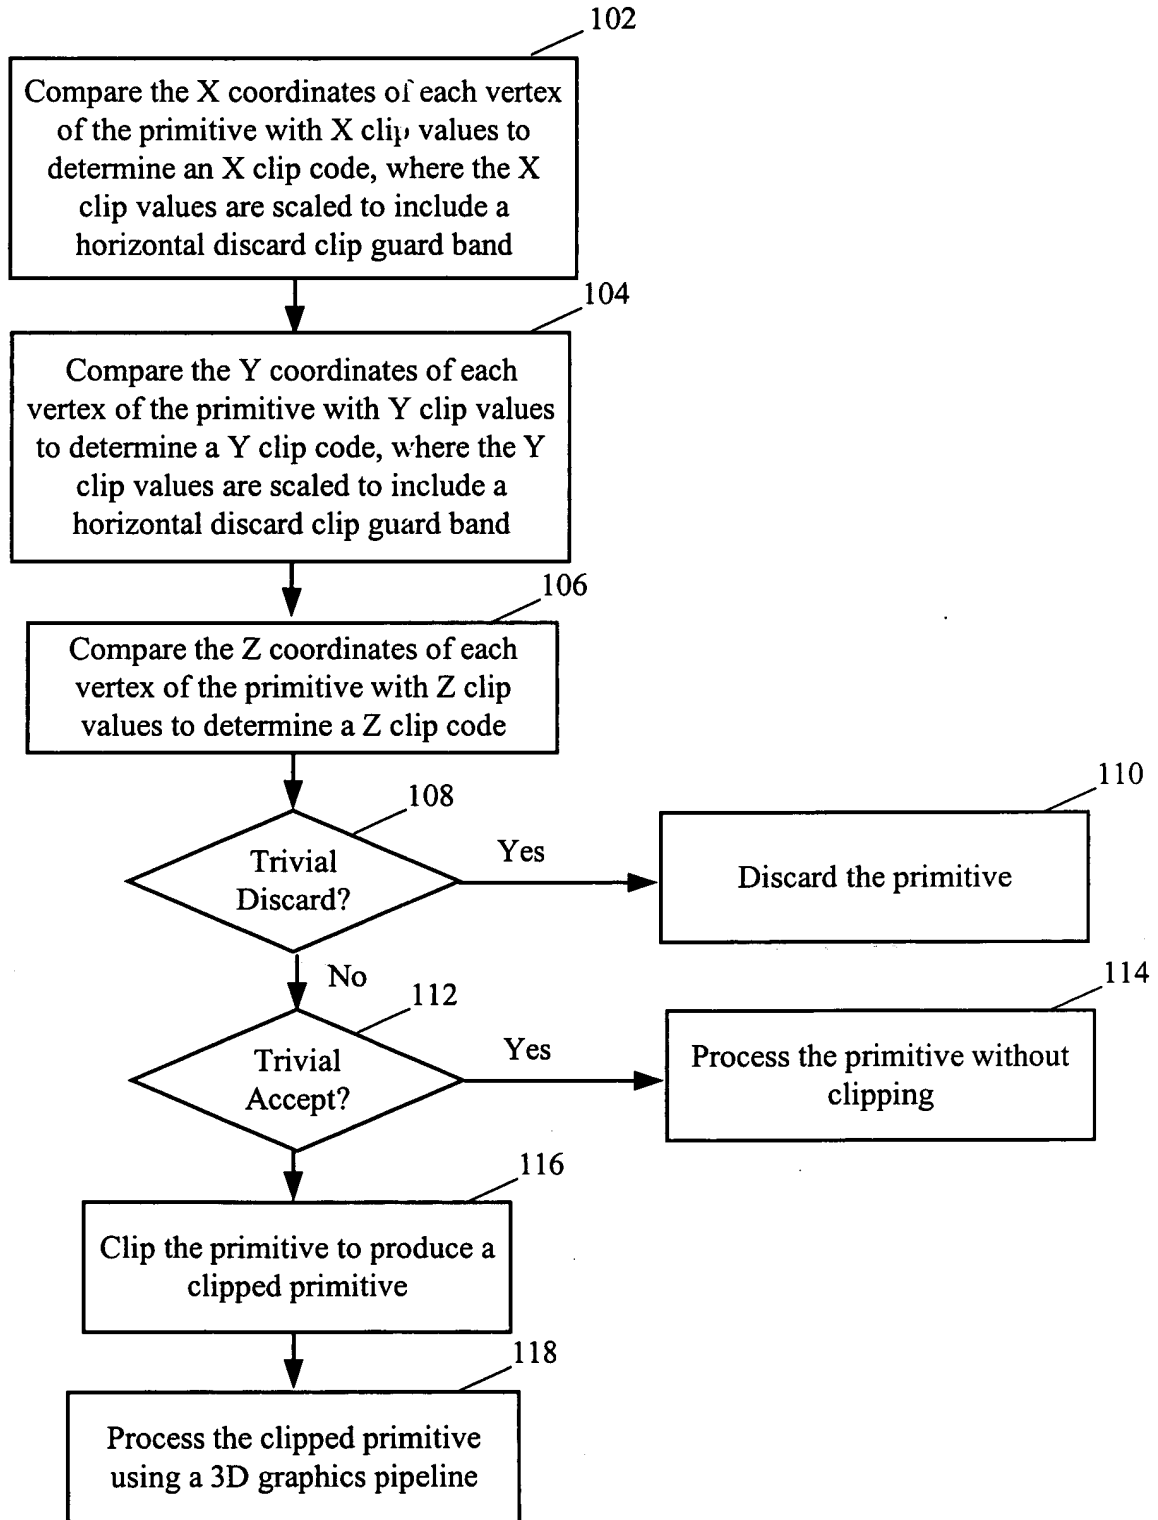 102
Compare the X coordinates of each vertex
of the primitive with X clip values to
determine an X clip code, where the X
clip values are scaled to include a
horizontal discard clip guard band
104
Compare the Y coordinates of each
vertex of the primitive with Y clip values
to determine a Y clip code, where the Y
clip values are scaled to include a
horizontal discard clip guard band
106
Compare the Z coordinates of each
vertex of the primitive with Z clip
values to determine a Z clip code
108
Trivial
Discard?
Yes
110
Discard the primitive
No
112
Trivial
Accept?
Yes
114
Process the primitive without
clipping
116
Clip the primitive to produce a
clipped primitive
118
Process the clipped primitive
using a 3D graphics pipeline